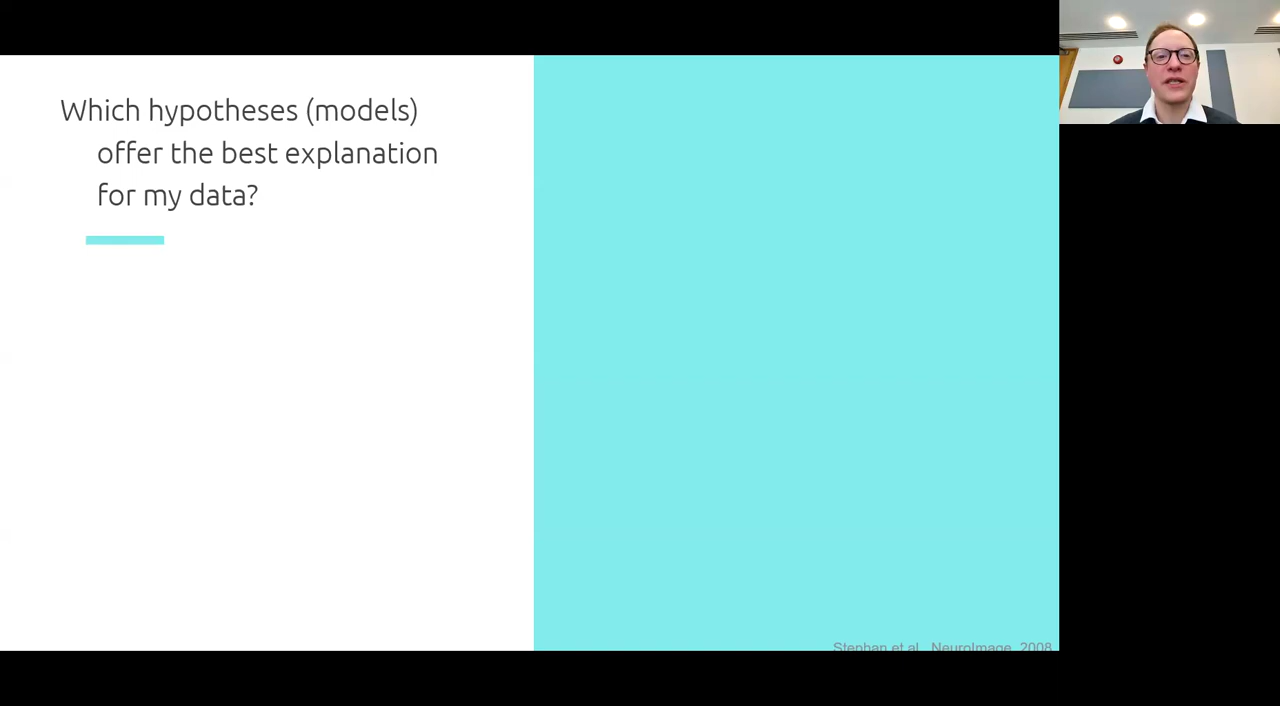 Which hypotheses (models)
offer the best explanation
for my data?
Stephan et al., NeuroImage, 2008